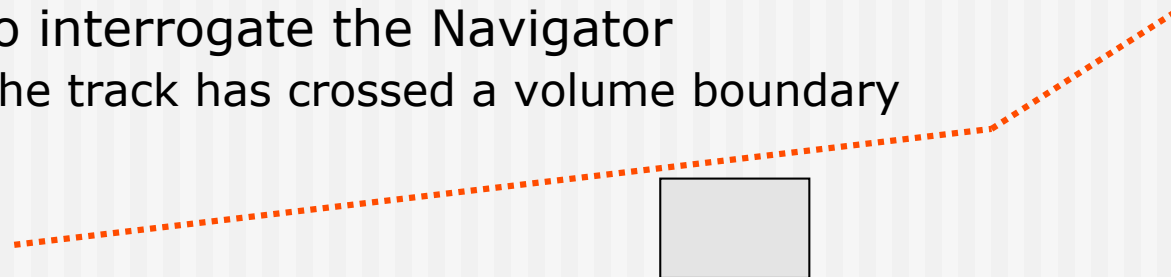 o interrogate the Navigator
he track has crossed a volume boundary